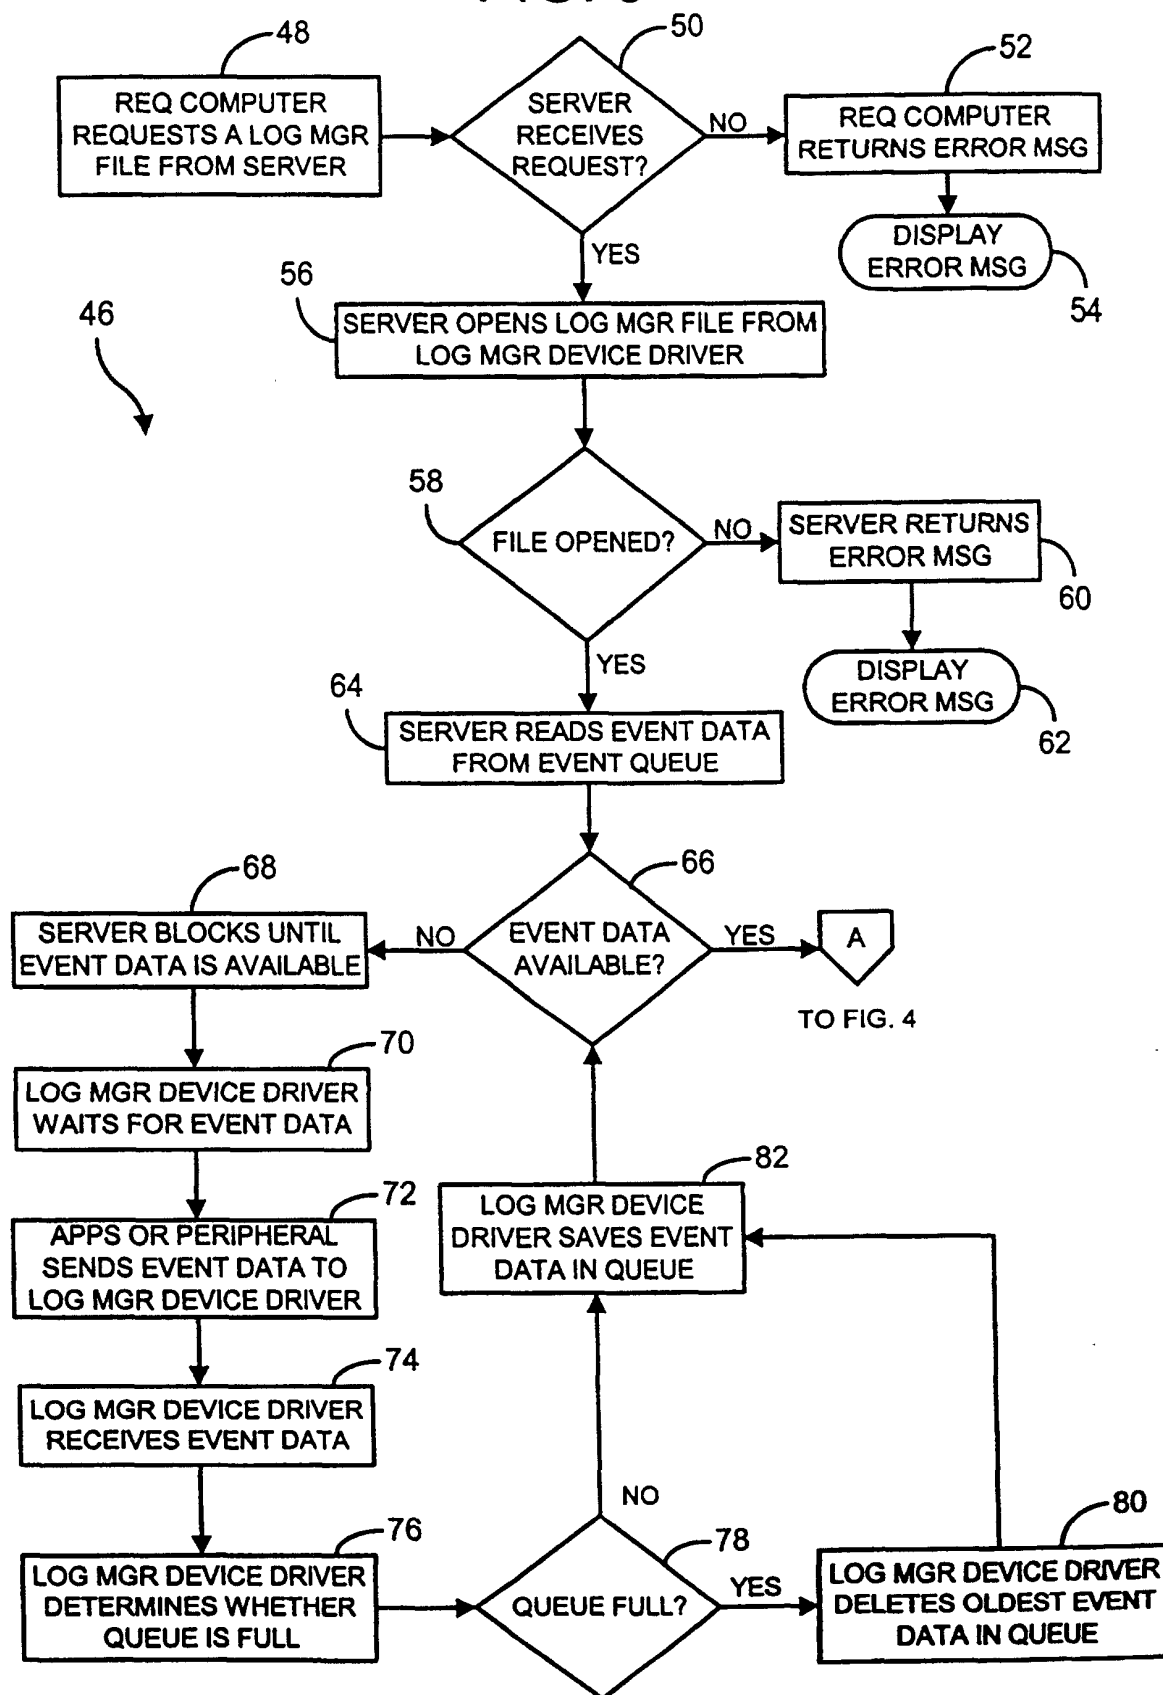 48
50
52
REQ COMPUTER
REQUESTS A LOG MGR
FILE FROM SERVER
SERVER
RECEIVES
REQUEST?
NO
REQ COMPUTER
RETURNS ERROR MSG
YES
DISPLAY
ERROR MSG
54
56
46
SERVER OPENS LOG MGR FILE FROM
LOG MGR DEVICE DRIVER
58
FILE OPENED?
NO
SERVER RETURNS
ERROR MSG
60
YES
DISPLAY
ERROR MSG
62
64
SERVER READS EVENT DATA
FROM EVENT QUEUE
68
66
SERVER BLOCKS UNTIL
EVENT DATA IS AVAILABLE
NO
EVENT DATA
AVAILABLE?
YES
A
TO FIG. 4
70
LOG MGR DEVICE DRIVER
WAITS FOR EVENT DATA
72
APPS OR PERIPHERAL
SENDS EVENT DATA TO
LOG MGR DEVICE DRIVER
82
LOG MGR DEVICE
DRIVER SAVES EVENT
DATA IN QUEUE
74
LOG MGR DEVICE DRIVER
RECEIVES EVENT DATA
NO
76
LOG MGR DEVICE DRIVER
DETERMINES WHETHER
QUEUE IS FULL
78
QUEUE FULL?
YES
80
LOG MGR DEVICE DRIVER
DELETES OLDEST EVENT
DATA IN QUEUE